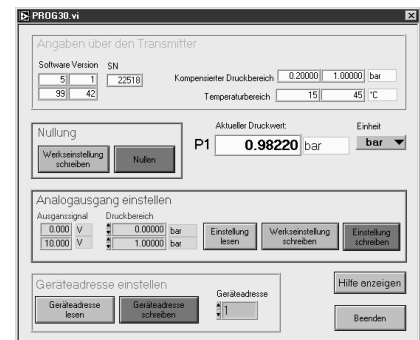 PROG30.vi
Angaben über den Transmitter
Software Version SN
5 1 22518
99 42
Kompensierter Druckbereich 0.20000 1.00000 bar
Temperaturbereich 15 45 °C
Nullung
Werkseinstellung schreiben
Nullen
Aktueller Druckwert:
P1 0.98220 bar
Einheit
bar
Analogausgang einstellen
Ausganssignal Druckbereich
0.000 V 0.00000 bar
10.000 V 1.00000 bar
Einstellung lesen
Werkseinstellung schreiben
Einstellung schreiben
Geräteadresse einstellen
Geräteadresse lesen
Geräteadresse schreiben
Geräteadresse
1
Hilfe anzeigen
Beenden